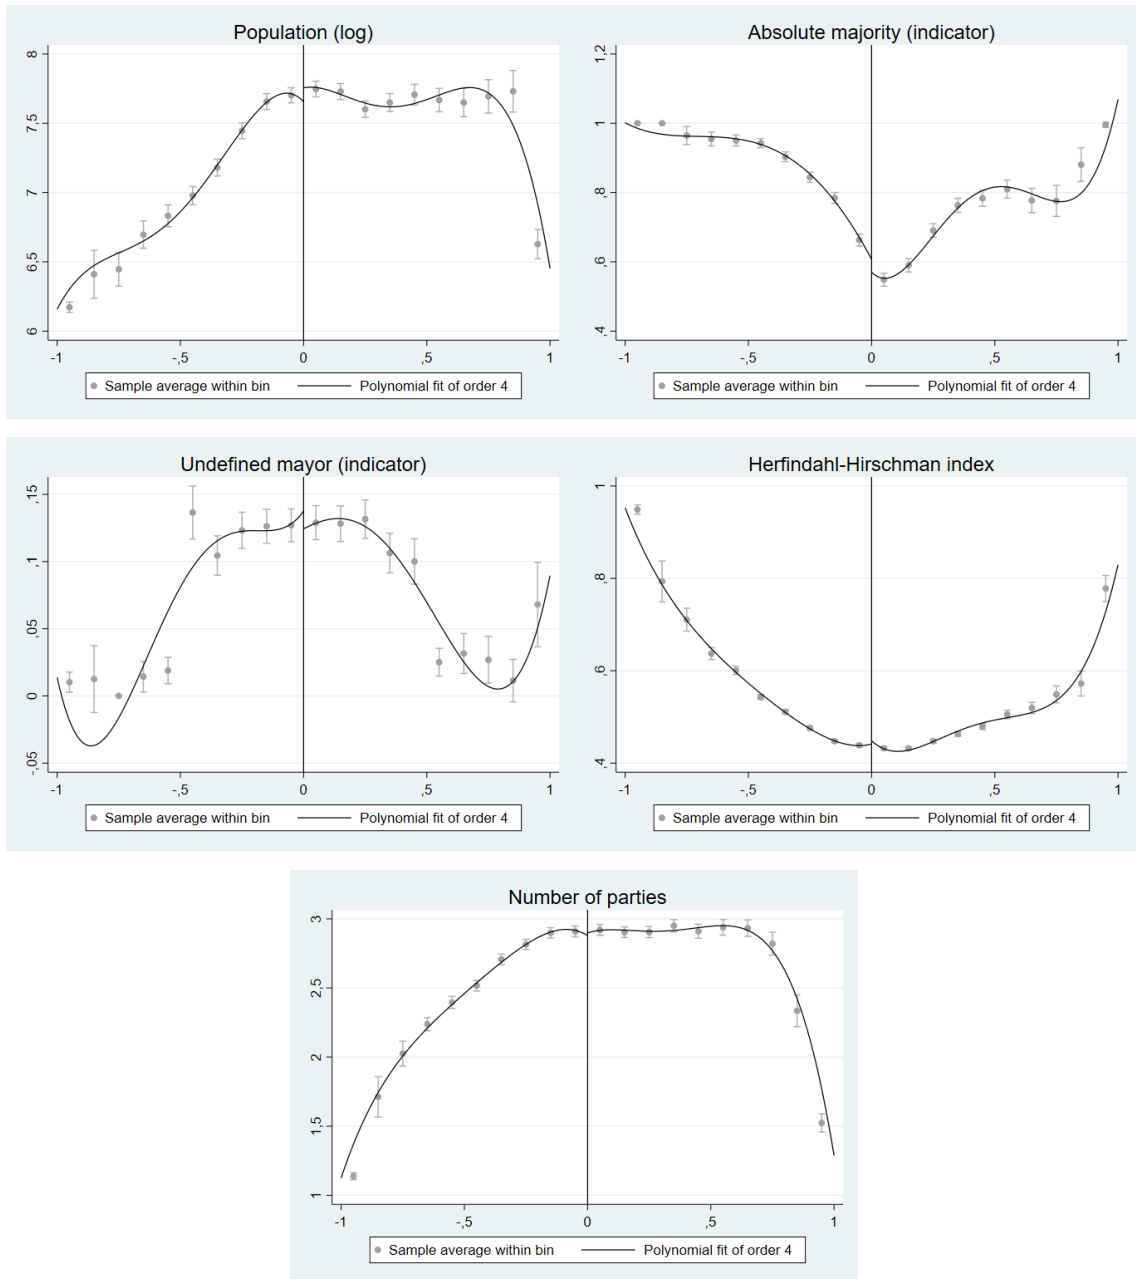 Population (log)
8
7,5
7
6,5
6
-1 -,5 0 ,5 1
Sample average within bin Polynomial fit of order 4
Absolute majority (indicator)
1,2
1
,8
,6
,4
-1 -,5 0 ,5 1
Sample average within bin Polynomial fit of order 4
Undefined mayor (indicator)
,15
,1
,05
0
-,05
-1 -,5 0 ,5 1
Sample average within bin Polynomial fit of order 4
Herfindahl-Hirschman index
1
,8
,6
,4
-1 -,5 0 ,5 1
Sample average within bin Polynomial fit of order 4
Number of parties
3
2,5
2
1,5
1
-1 -,5 0 ,5 1
Sample average within bin Polynomial fit of order 4